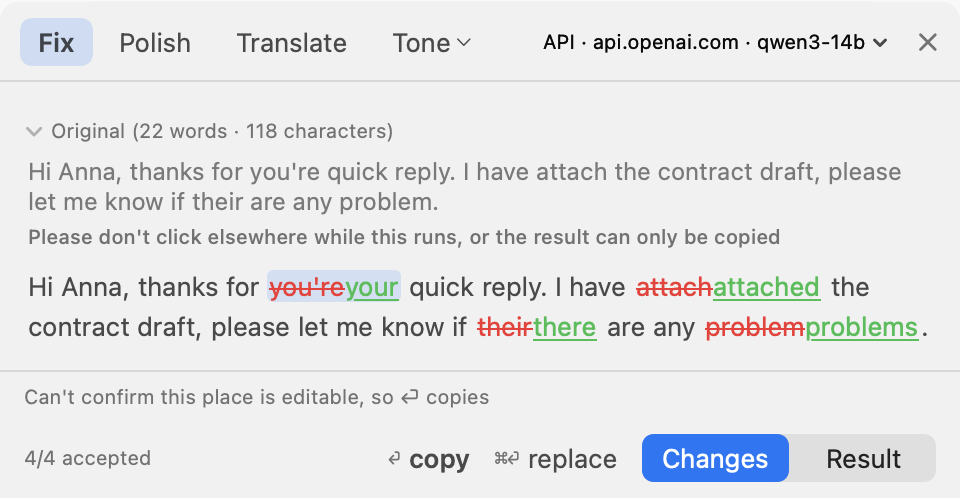 Fix Polish Translate Tone API · api.openai.com · qwen3-14b
Original (22 words · 118 characters)
Hi Anna, thanks for you're quick reply. I have attach the contract draft, please
let me know if their are any problem.
Please don't click elsewhere while this runs, or the result can only be copied
Hi Anna, thanks for you'reyour quick reply. I have attachattached the
contract draft, please let me know if theirthere are any problemproblems.
Can't confirm this place is editable, so ⏎ copies
4/4 accepted ⏎ copy ⌘⏎ replace Changes Result